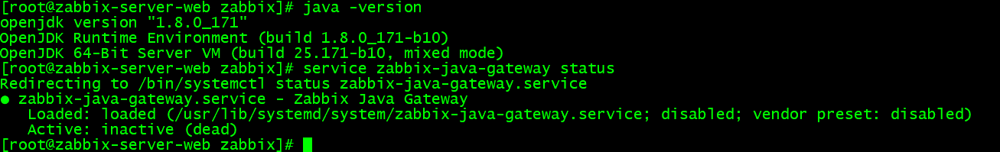 [root@zabbix-server-web zabbix]# java -version
openjdk version "1.8.0_171"
OpenJDK Runtime Environment (build 1.8.0_171-b10)
OpenJDK 64-Bit Server VM (build 25.171-b10, mixed mode)
[root@zabbix-server-web zabbix]# service zabbix-java-gateway status
Redirecting to /bin/systemctl status zabbix-java-gateway.service
● zabbix-java-gateway.service - Zabbix Java Gateway
   Loaded: loaded (/usr/lib/systemd/system/zabbix-java-gateway.service; disabled; vendor preset: disabled)
   Active: inactive (dead)
[root@zabbix-server-web zabbix]#